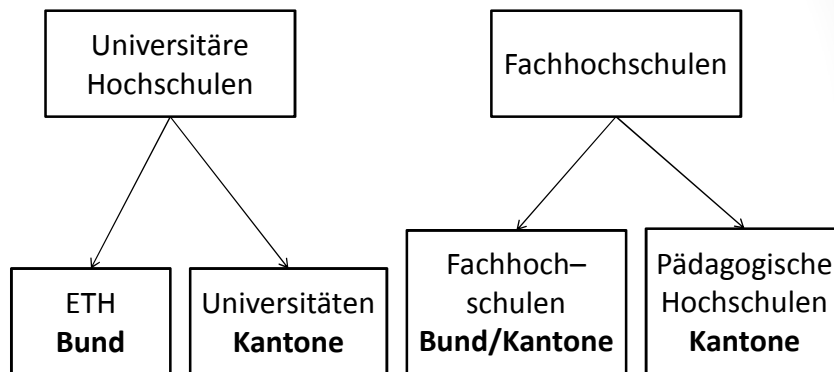 Universitäre
Hochschulen
Fachhochschulen
ETH
Bund
Universitäten
Kantone
Fachhoch–
schulen
Bund/Kantone
Pädagogische
Hochschulen
Kantone